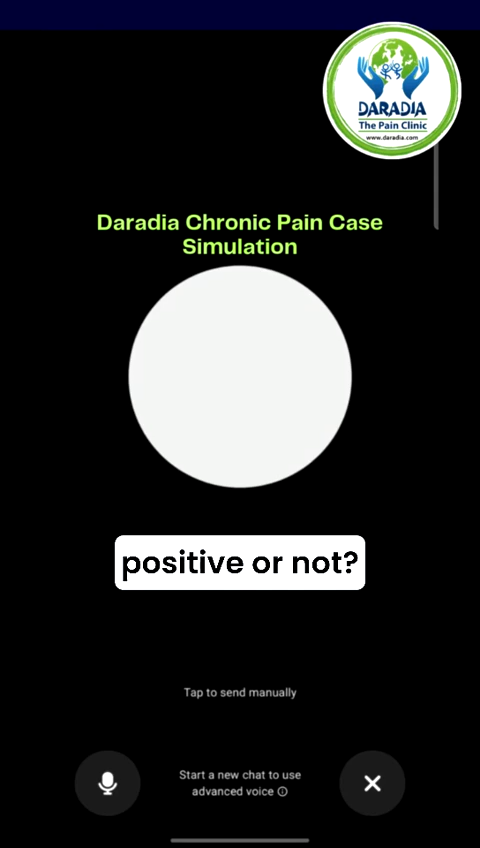 DARADIA
The Pain Clinic
www.daradia.com
Daradia Chronic Pain Case
Simulation
positive or not?
Tap to send manually
Start a new chat to use
advanced voice